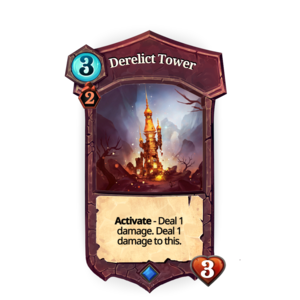 Derelict Tower
3
2
Activate - Deal 1
damage. Deal 1
damage to this.
3